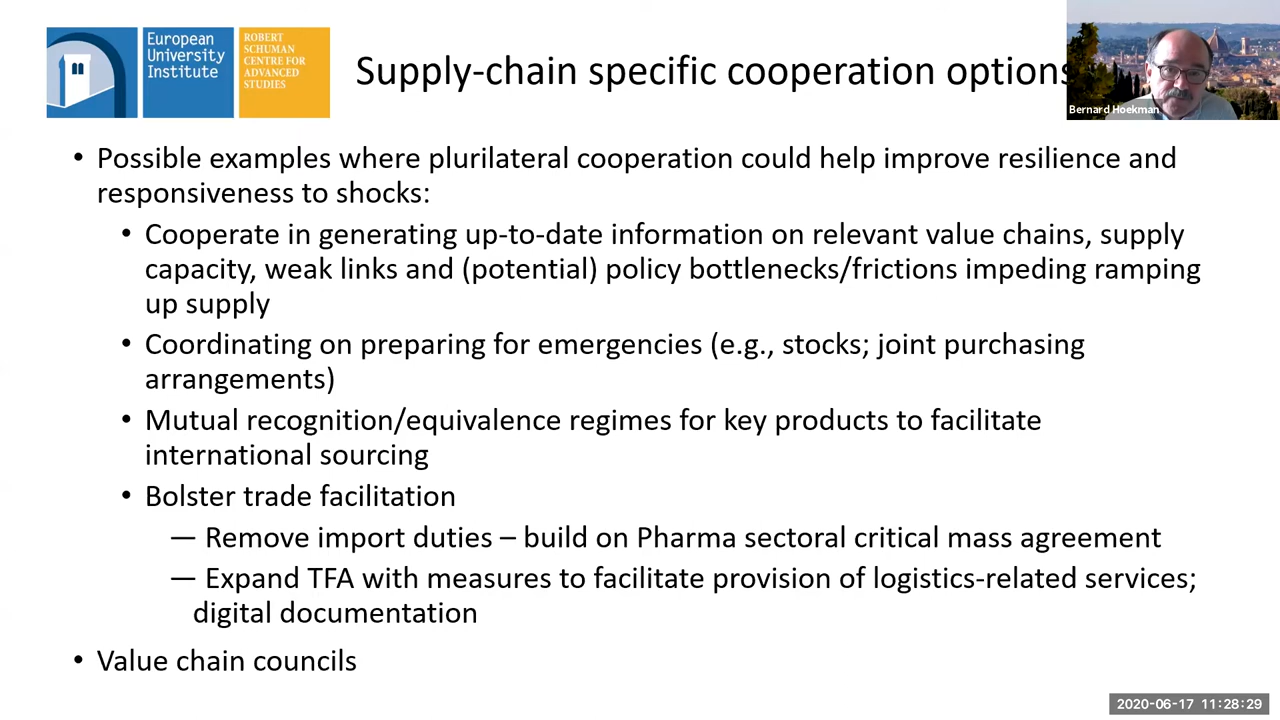 European
University
Institute
ROBERT
SCHUMAN
CENTRE FOR
ADVANCED
STUDIES
Supply-chain specific cooperation options
Bernard Hoekman
• Possible examples where plurilateral cooperation could help improve resilience and
responsiveness to shocks:
• Cooperate in generating up-to-date information on relevant value chains, supply
capacity, weak links and (potential) policy bottlenecks/frictions impeding ramping
up supply
• Coordinating on preparing for emergencies (e.g., stocks; joint purchasing
arrangements)
• Mutual recognition/equivalence regimes for key products to facilitate
international sourcing
• Bolster trade facilitation
— Remove import duties – build on Pharma sectoral critical mass agreement
— Expand TFA with measures to facilitate provision of logistics-related services;
digital documentation
• Value chain councils
2020-06-17 11:28:29